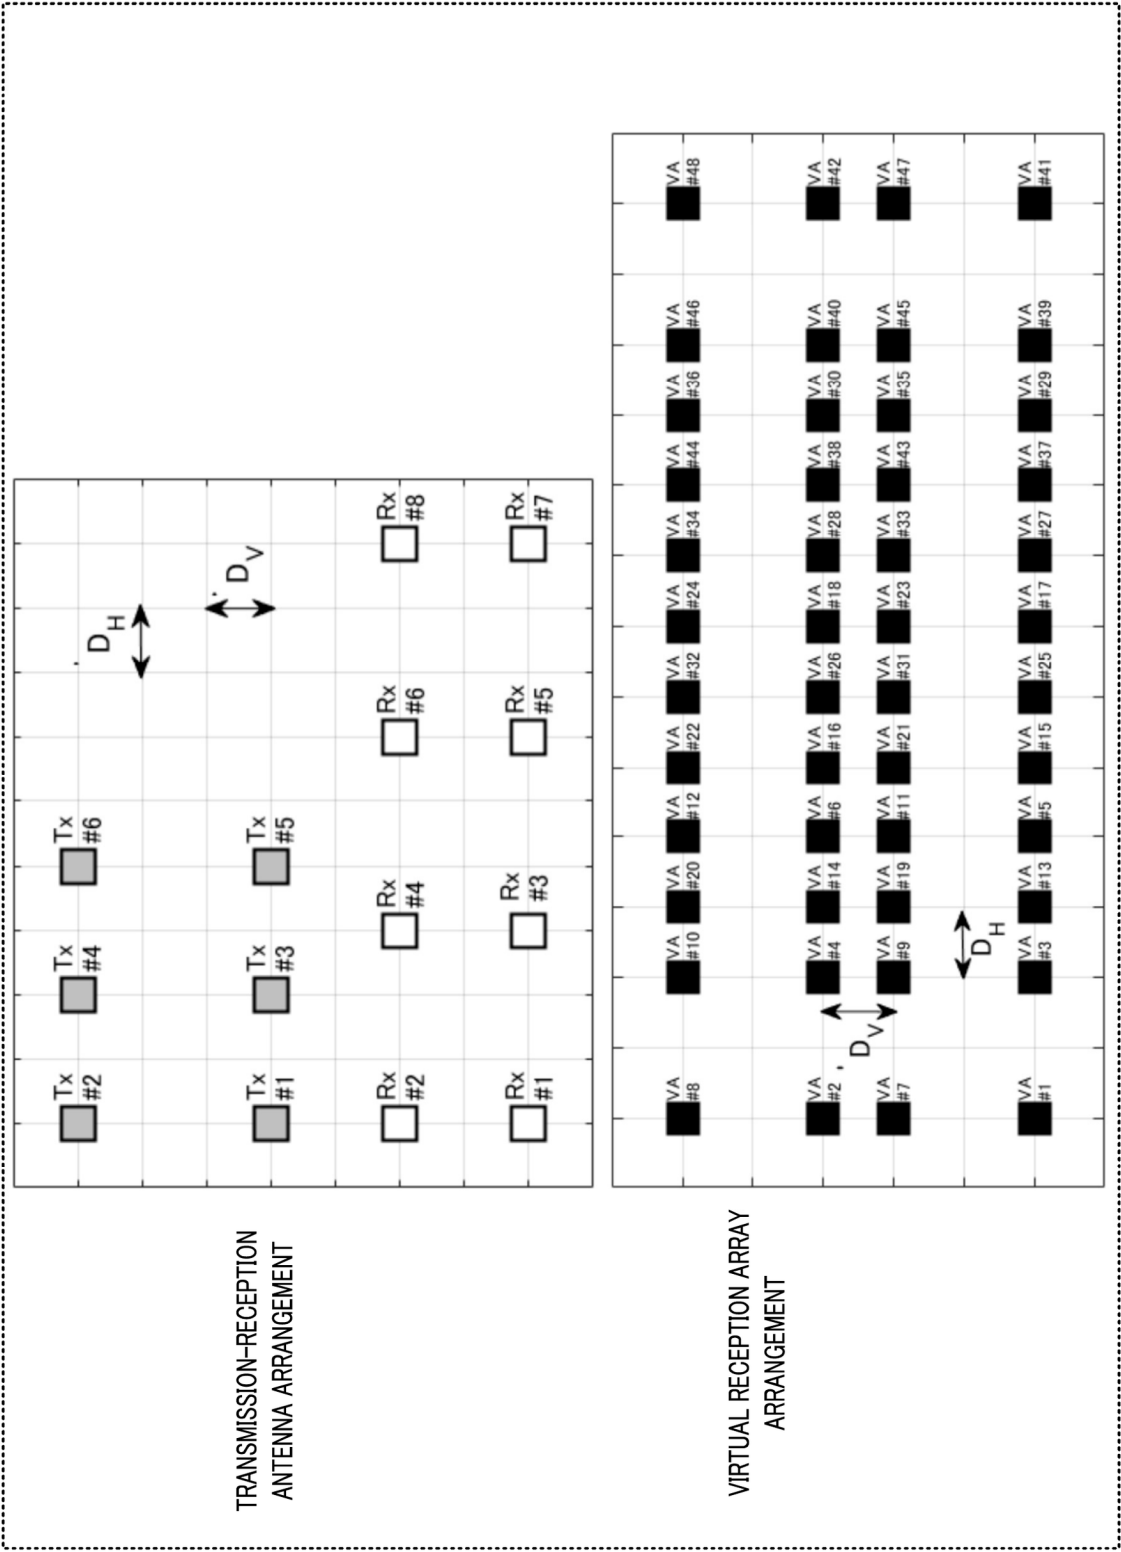 TRANSMISSION-RECEPTION
ANTENNA ARRANGEMENT
Tx Tx Tx
#2 #4 #6
DH
DV
Tx Tx Tx
#1 #3 #5
Rx Rx Rx Rx
#2 #4 #6 #8
Rx Rx Rx Rx
#1 #3 #5 #7
VIRTUAL RECEPTION ARRAY
ARRANGEMENT
VA VA VA VA VA VA VA VA VA VA VA VA
#8 #10 #20 #12 #22 #32 #24 #34 #44 #36 #46 #48
VA VA VA VA VA VA VA VA VA VA VA VA
#2 #4 #14 #6 #16 #26 #18 #28 #38 #30 #40 #42
DV
VA VA VA VA VA VA VA VA VA VA VA VA
#7 #9 #19 #11 #21 #31 #23 #33 #43 #35 #45 #47
DH
VA VA VA VA VA VA VA VA VA VA VA VA
#1 #3 #13 #5 #15 #25 #17 #27 #37 #29 #39 #41